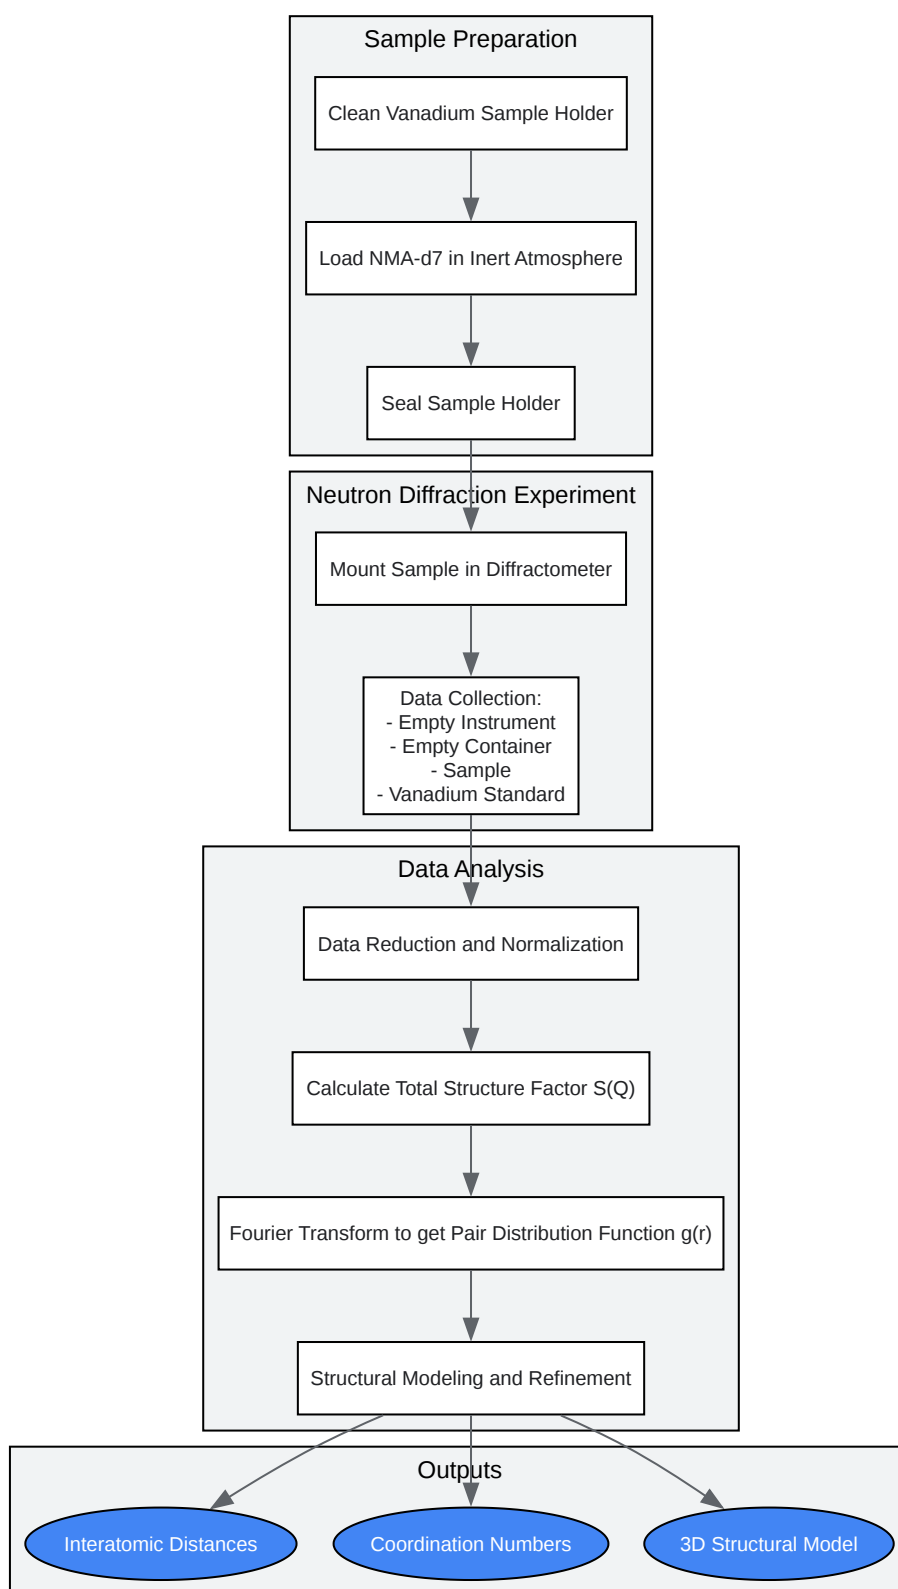 Sample Preparation
Clean Vanadium Sample Holder
Load NMA-d7 in Inert Atmosphere
Seal Sample Holder
Neutron Diffraction Experiment
Mount Sample in Diffractometer
Data Collection:
- Empty Instrument
- Empty Container
- Sample
- Vanadium Standard
Data Analysis
Data Reduction and Normalization
Calculate Total Structure Factor S(Q)
Fourier Transform to get Pair Distribution Function g(r)
Structural Modeling and Refinement
Outputs
Interatomic Distances
Coordination Numbers
3D Structural Model